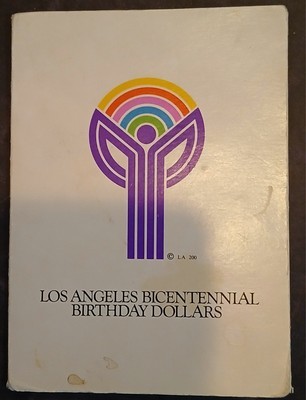 © L.A. 200
LOS ANGELES BICENTENNIAL
BIRTHDAY DOLLARS